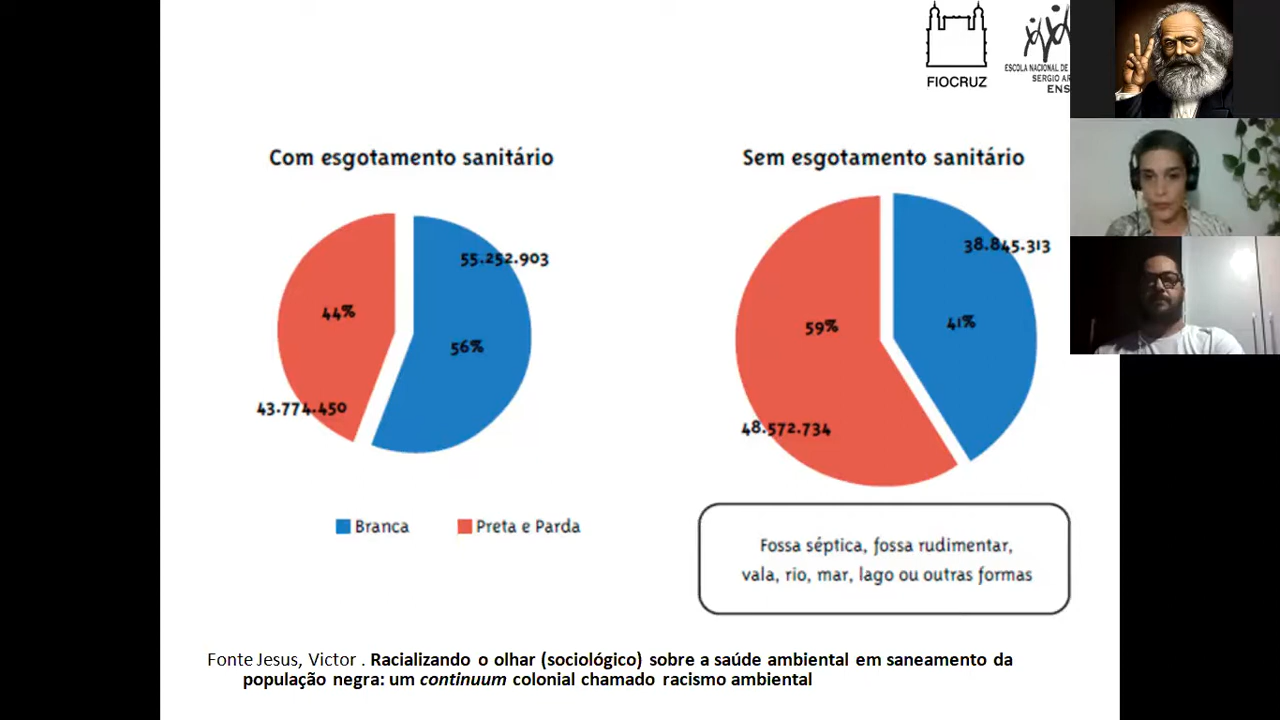 FIOCRUZ
ESCOLA NACIONAL DE
SERGIO AR
ENS
Com esgotamento sanitário
55.252.903
44%
56%
43.774.450
Sem esgotamento sanitário
38.845.313
59%
41%
48.572.734
Branca
Preta e Parda
Fossa séptica, fossa rudimentar,
vala, rio, mar, lago ou outras formas
Fonte Jesus, Victor . Racializando o olhar (sociológico) sobre a saúde ambiental em saneamento da
população negra: um continuum colonial chamado racismo ambiental